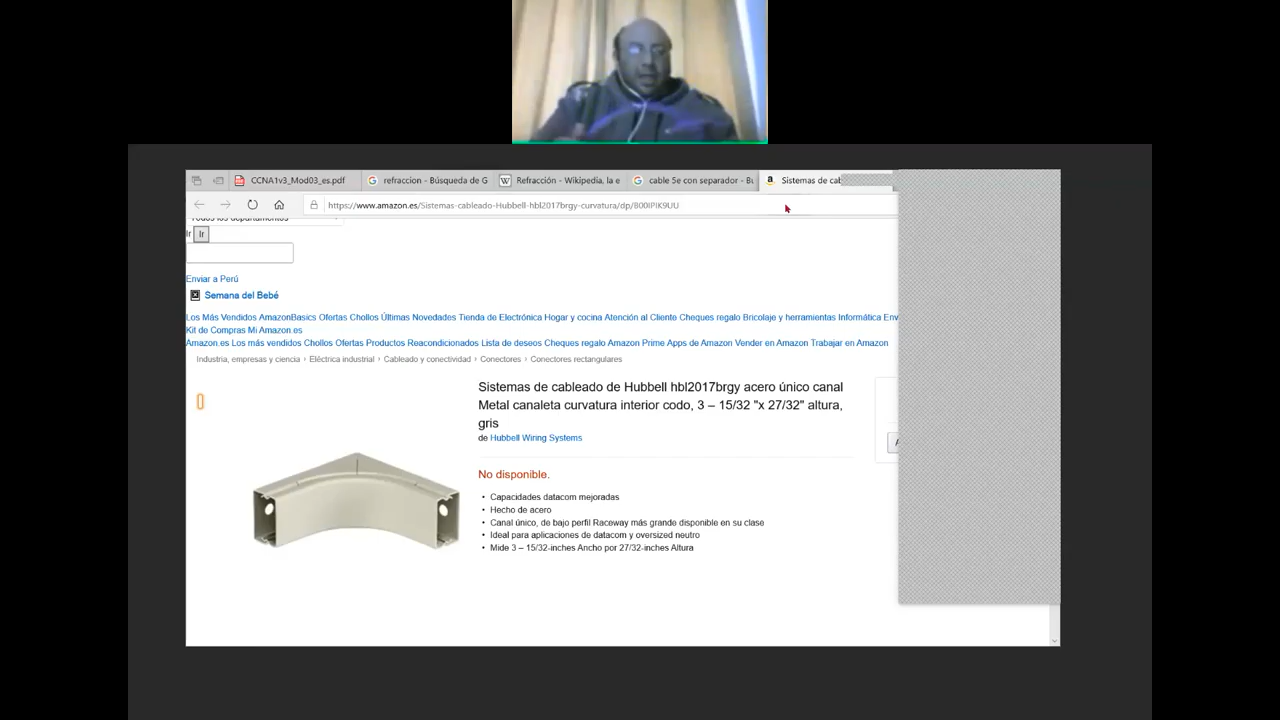 CCNA1v3_Mod03_es.pdf
refraccion - Búsqueda de G
Refracción - Wikipedia, la e
cable 5e con separador - Bu
Sistemas de cab
https://www.amazon.es/Sistemas-cableado-Hubbell-hbl2017brgy-curvatura/dp/B00IPIK9UU
Todos los departamentos
Ir Ir
Enviar a Perú
Semana del Bebé
Los Más Vendidos AmazonBasics Ofertas Chollos Últimas Novedades Tienda de Electrónica Hogar y cocina Atención al Cliente Cheques regalo Bricolaje y herramientas Informática Env
Kit de Compras Mi Amazon.es
Amazon.es Los más vendidos Chollos Ofertas Productos Reacondicionados Lista de deseos Cheques regalo Amazon Prime Apps de Amazon Vender en Amazon Trabajar en Amazon
Industria, empresas y ciencia › Eléctrica industrial › Cableado y conectividad › Conectores › Conectores rectangulares
Sistemas de cableado de Hubbell hbl2017brgy acero único canal
Metal canaleta curvatura interior codo, 3 – 15/32 "x 27/32" altura,
gris
de Hubbell Wiring Systems
No disponible.
• Capacidades datacom mejoradas
• Hecho de acero
• Canal único, de bajo perfil Raceway más grande disponible en su clase
• Ideal para aplicaciones de datacom y oversized neutro
• Mide 3 – 15/32-inches Ancho por 27/32-inches Altura